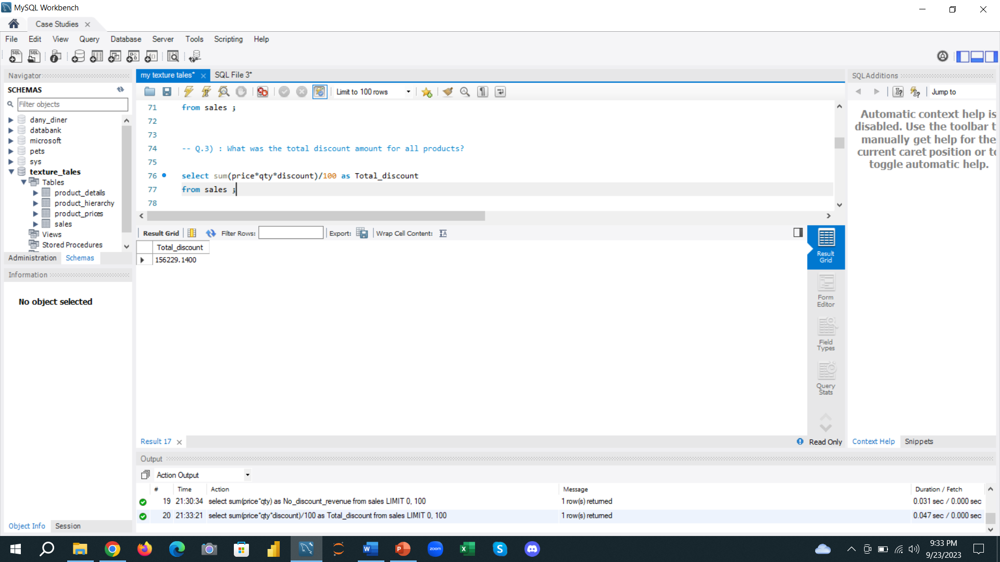 MySQL Workbench
Case Studies
File Edit View Query Database Server Tools Scripting Help
Navigator
SCHEMAS
Filter objects
dany_diner
databank
microsoft
pets
sys
texture_tales
Tables
product_details
product_hierarchy
product_prices
sales
Views
Stored Procedures
Administration Schemas
Information
No object selected
Object Info Session
my texture tales* SQL File 3*
Limit to 100 rows
71 from sales ;
72
73
74 -- Q.3) : What was the total discount amount for all products?
75
76 select sum(price*qty*discount)/100 as Total_discount
77 from sales ;
78
Result Grid Filter Rows: Export: Wrap Cell Content:
Total_discount
156229.1400
Result Grid
Form Editor
Field Types
Query Stats
Result 17
Read Only
SQLAdditions
Jump to
Automatic context help is
disabled. Use the toolbar t
manually get help for the
current caret position or to
toggle automatic help.
Context Help Snippets
Output
Action Output
# Time Action Message Duration / Fetch
19 21:30:34 select sum(price*qty) as No_discount_revenue from sales LIMIT 0, 100 1 row(s) returned 0.031 sec / 0.000 sec
20 21:33:21 select sum(price*qty*discount)/100 as Total_discount from sales LIMIT 0, 100 1 row(s) returned 0.047 sec / 0.000 sec
zoom
9:33 PM
9/23/2023